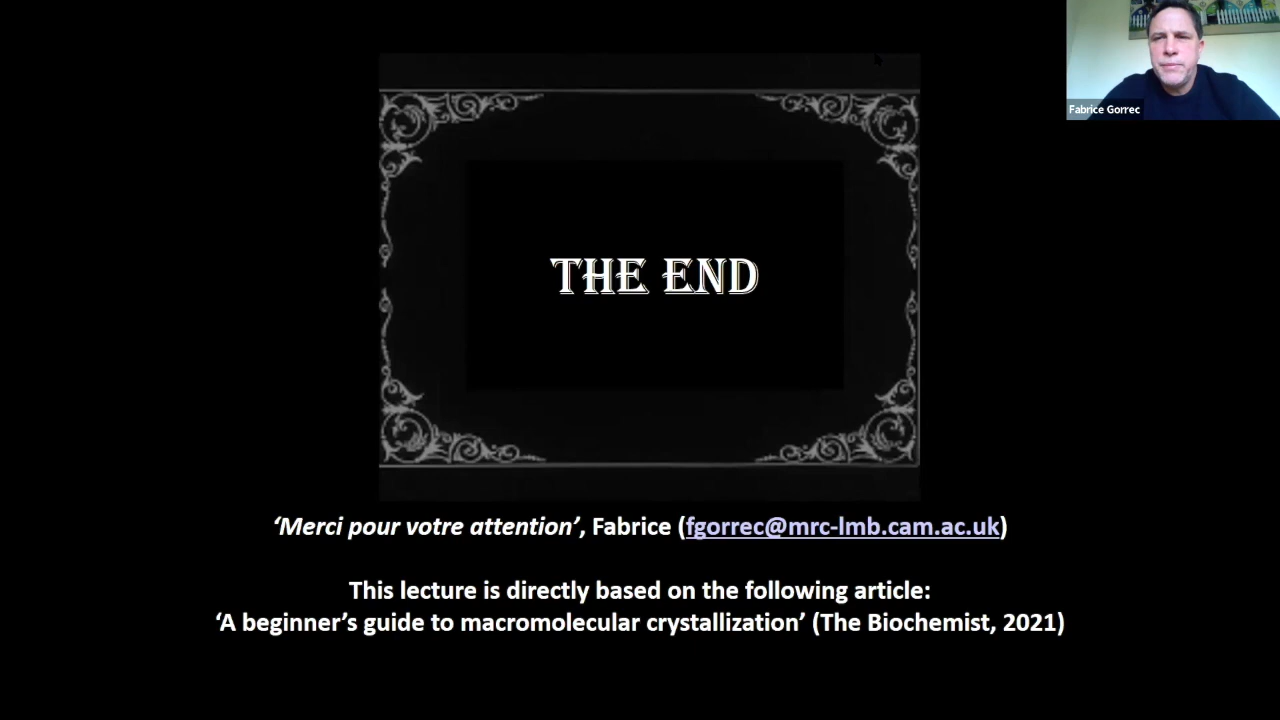 Fabrice Gorrec
THE END
‘Merci pour votre attention’, Fabrice (fgorrec@mrc-lmb.cam.ac.uk)
This lecture is directly based on the following article:
‘A beginner’s guide to macromolecular crystallization’ (The Biochemist, 2021)